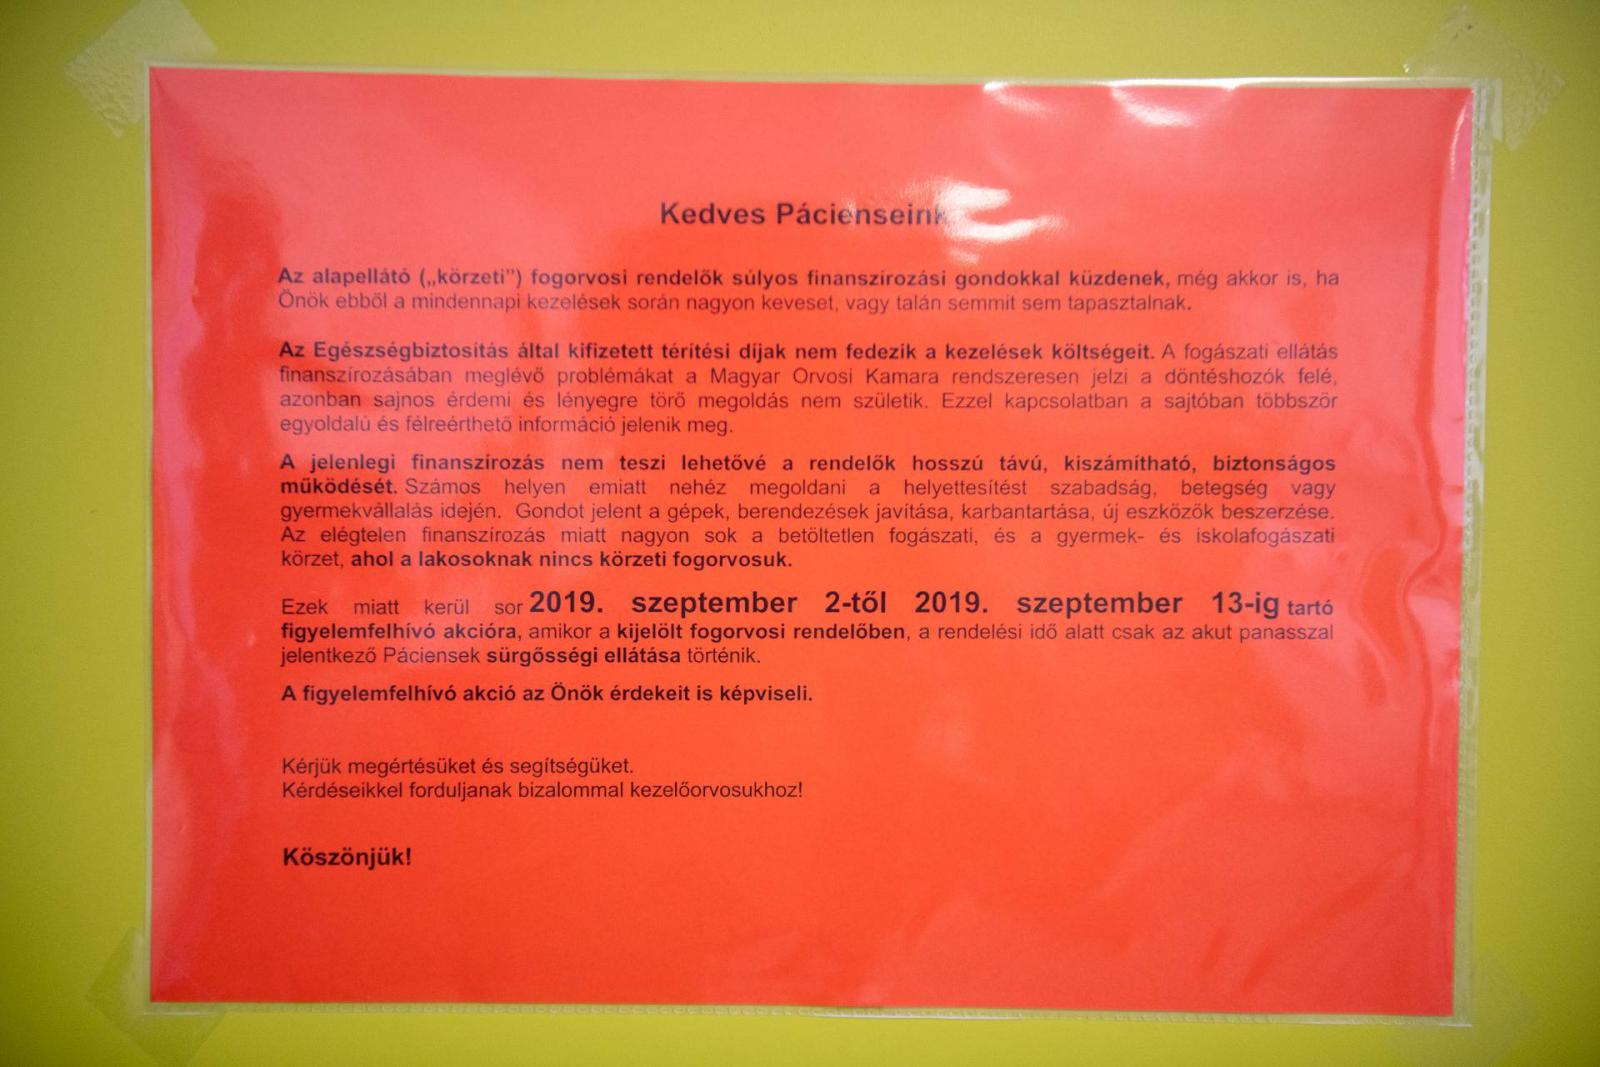 Kedves Pácienseink
Az alapellátó („körzeti”) fogorvosi rendelők súlyos finanszírozási gondokkal küzdenek, még akkor is, ha
Önök ebből a mindennapi kezelések során nagyon keveset, vagy talán semmit sem tapasztalnak.
Az Egészségbiztosítás által kifizetett térítési díjak nem fedezik a kezelések költségeit. A fogászati ellátás
finanszírozásában meglévő problémákat a Magyar Orvosi Kamara rendszeresen jelzi a döntéshozók felé,
azonban sajnos érdemi és lényegre törő megoldás nem születik. Ezzel kapcsolatban a sajtóban többször
egyoldalú és félreérthető információ jelenik meg.
A jelenlegi finanszírozás nem teszi lehetővé a rendelők hosszú távú, kiszámítható, biztonságos
működését. Számos helyen emiatt nehéz megoldani a helyettesítést szabadság, betegség vagy
gyermekvállalás idején. Gondot jelent a gépek, berendezések javítása, karbantartása, új eszközök beszerzése.
Az elégtelen finanszírozás miatt nagyon sok a betöltetlen fogászati, és a gyermek- és iskolafogászati
körzet, ahol a lakosoknak nincs körzeti fogorvosuk.
Ezek miatt kerül sor 2019. szeptember 2-től 2019. szeptember 13-ig tartó
figyelemfelhívó akcióra, amikor a kijelölt fogorvosi rendelőben, a rendelési idő alatt csak az akut panasszal
jelentkező Páciensek sürgősségi ellátása történik.
A figyelemfelhívó akció az Önök érdekeit is képviseli.
Kérjük megértésüket és segítségüket.
Kérdéseikkel forduljanak bizalommal kezelőorvosukhoz!
Köszönjük!